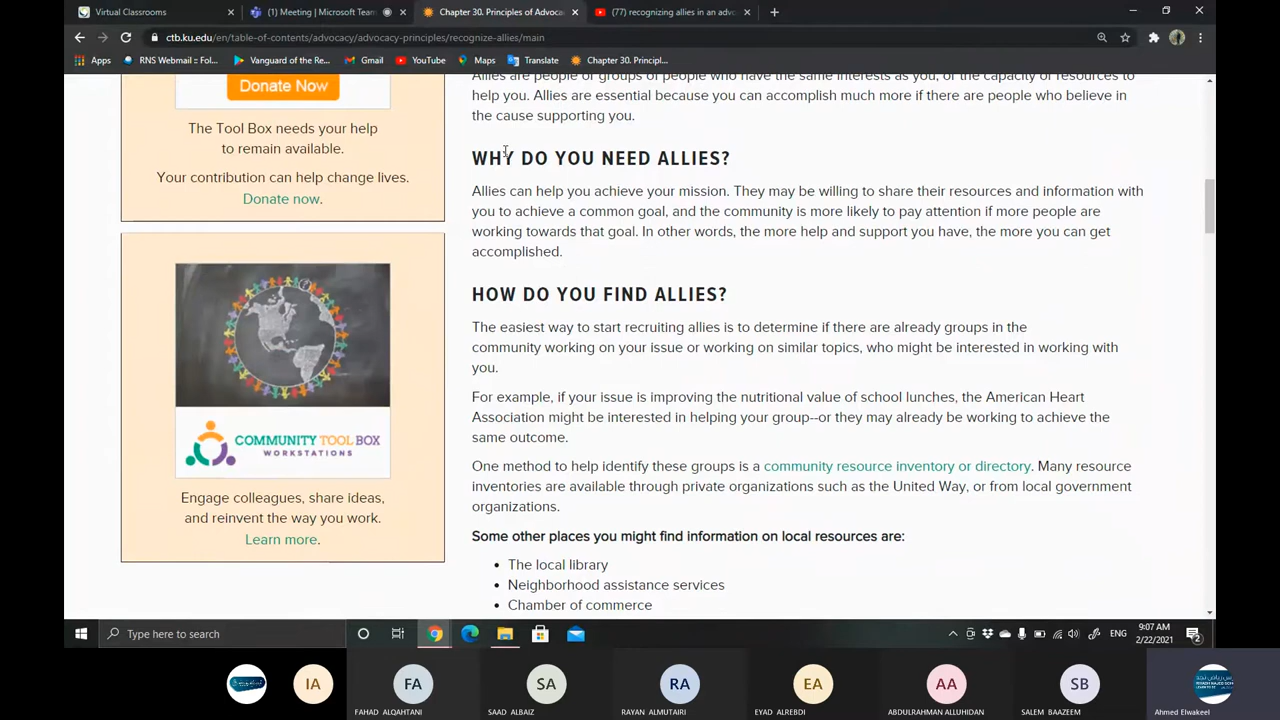 Virtual Classrooms
(1) Meeting | Microsoft Team
Chapter 30. Principles of Advoca
(77) recognizing allies in an adv
ctb.ku.edu/en/table-of-contents/advocacy/advocacy-principles/recognize-allies/main
Apps
RNS Webmail :: Fol...
Vanguard of the Re...
Gmail
YouTube
Maps
Translate
Chapter 30. Principl...
Donate Now
The Tool Box needs your help
to remain available.
Your contribution can help change lives.
Donate now.
COMMUNITY TOOL BOX
WORKSTATIONS
Engage colleagues, share ideas,
and reinvent the way you work.
Learn more.
Allies are people or groups of people who have the same interests as you, or the capacity or resources to
help you. Allies are essential because you can accomplish much more if there are people who believe in
the cause supporting you.
WHY DO YOU NEED ALLIES?
Allies can help you achieve your mission. They may be willing to share their resources and information with
you to achieve a common goal, and the community is more likely to pay attention if more people are
working towards that goal. In other words, the more help and support you have, the more you can get
accomplished.
HOW DO YOU FIND ALLIES?
The easiest way to start recruiting allies is to determine if there are already groups in the
community working on your issue or working on similar topics, who might be interested in working with
you.
For example, if your issue is improving the nutritional value of school lunches, the American Heart
Association might be interested in helping your group--or they may already be working to achieve the
same outcome.
One method to help identify these groups is a community resource inventory or directory. Many resource
inventories are available through private organizations such as the United Way, or from local government
organizations.
Some other places you might find information on local resources are:
• The local library
• Neighborhood assistance services
• Chamber of commerce
Type here to search
ENG
9:07 AM
2/22/2021
2
IA
FA
FAHAD ALQAHTANI
SA
SAAD ALBAIZ
RA
RAYAN ALMUTAIRI
EA
EYAD ALREBDI
AA
ABDULRAHMAN ALLUHIDAN
SB
SALEM BAAZEEM
Ahmed Elwakeel